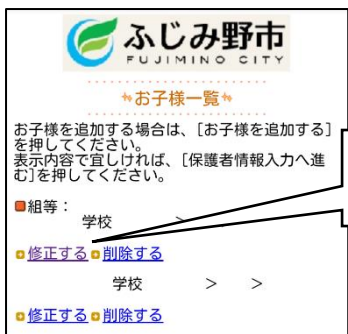 ふじみ野市
FUJIMINO CITY
お子様一覧
お子様を追加する場合は、[お子様を追加する]
を押してください。
表示内容で宜しければ、[保護者情報入力へ進
む]を押してください。
■組等：
学校 ＞
修正する 削除する
学校 ＞ ＞
修正する 削除する